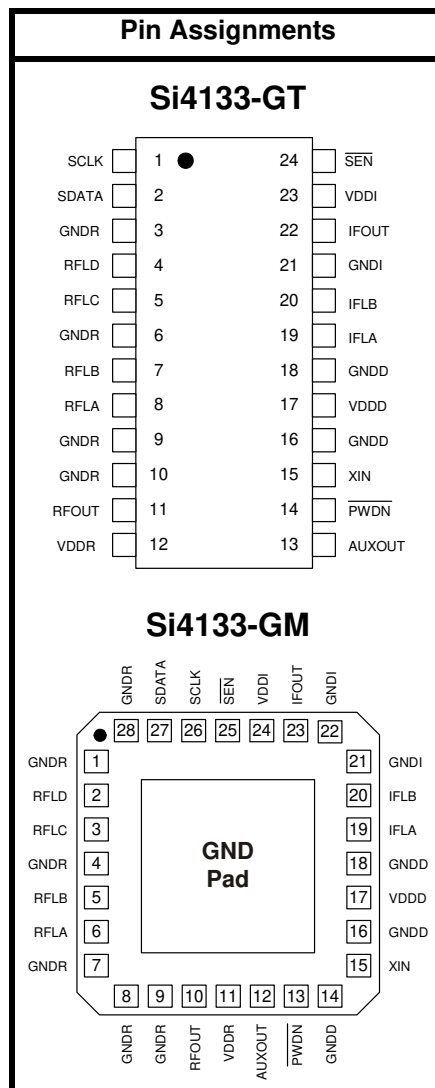 Pin Assignments
Si4133-GT
SCLK 1 24 SEN
SDATA 2 23 VDDI
GNDR 3 22 IFOUT
RFLD 4 21 GNDI
RFLC 5 20 IFLB
GNDR 6 19 IFLA
RFLB 7 18 GNDD
RFLA 8 17 VDDD
GNDR 9 16 GNDD
GNDR 10 15 XIN
RFOUT 11 14 PWDN
VDDR 12 13 AUXOUT
Si4133-GM
GNDR SDATA SCLK SEN VDDI IFOUT GNDI
28 27 26 25 24 23 22
GNDR 1 21 GNDI
RFLD 2 20 IFLB
RFLC 3 19 IFLA
GNDR 4 18 GNDD
RFLB 5 17 VDDD
RFLA 6 16 GNDD
GNDR 7 15 XIN
GND
Pad
8 9 10 11 12 13 14
GNDR GNDR RFOUT VDDR AUXOUT PWDN GNDD